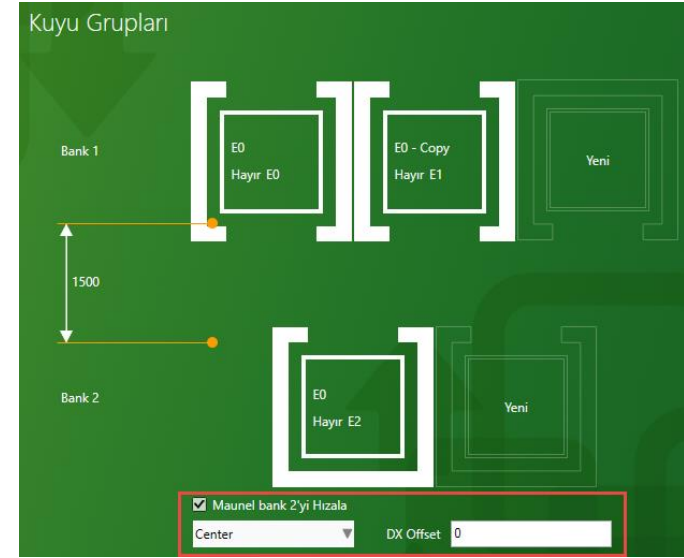 Kuyu Grupları
Bank 1
E0
Hayır E0
E0 - Copy
Hayır E1
Yeni
1500
Bank 2
E0
Hayır E2
Yeni
Maunel bank 2'yi Hızala
Center
DX Offset 0